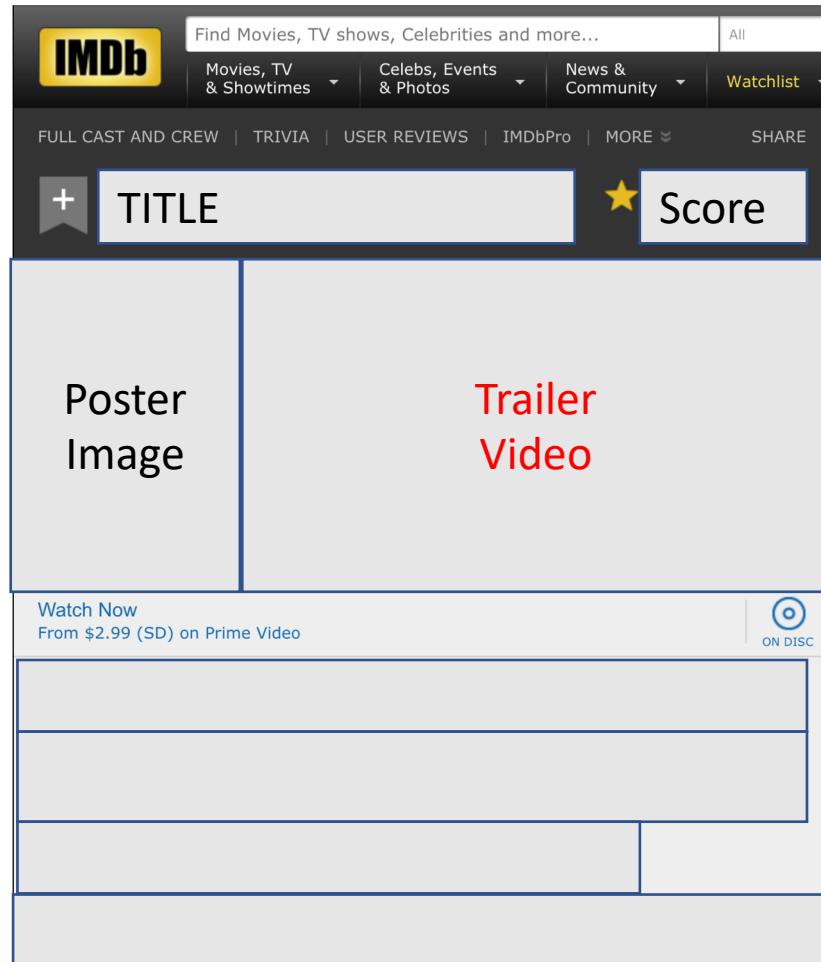 IMDb
Find Movies, TV shows, Celebrities and more...
All
Movies, TV
& Showtimes
Celebs, Events
& Photos
News &
Community
Watchlist
FULL CAST AND CREW | TRIVIA | USER REVIEWS | IMDbPro | MORE
SHARE
+
TITLE
Score
Poster
Image
Trailer
Video
Watch Now
From $2.99 (SD) on Prime Video
ON DISC